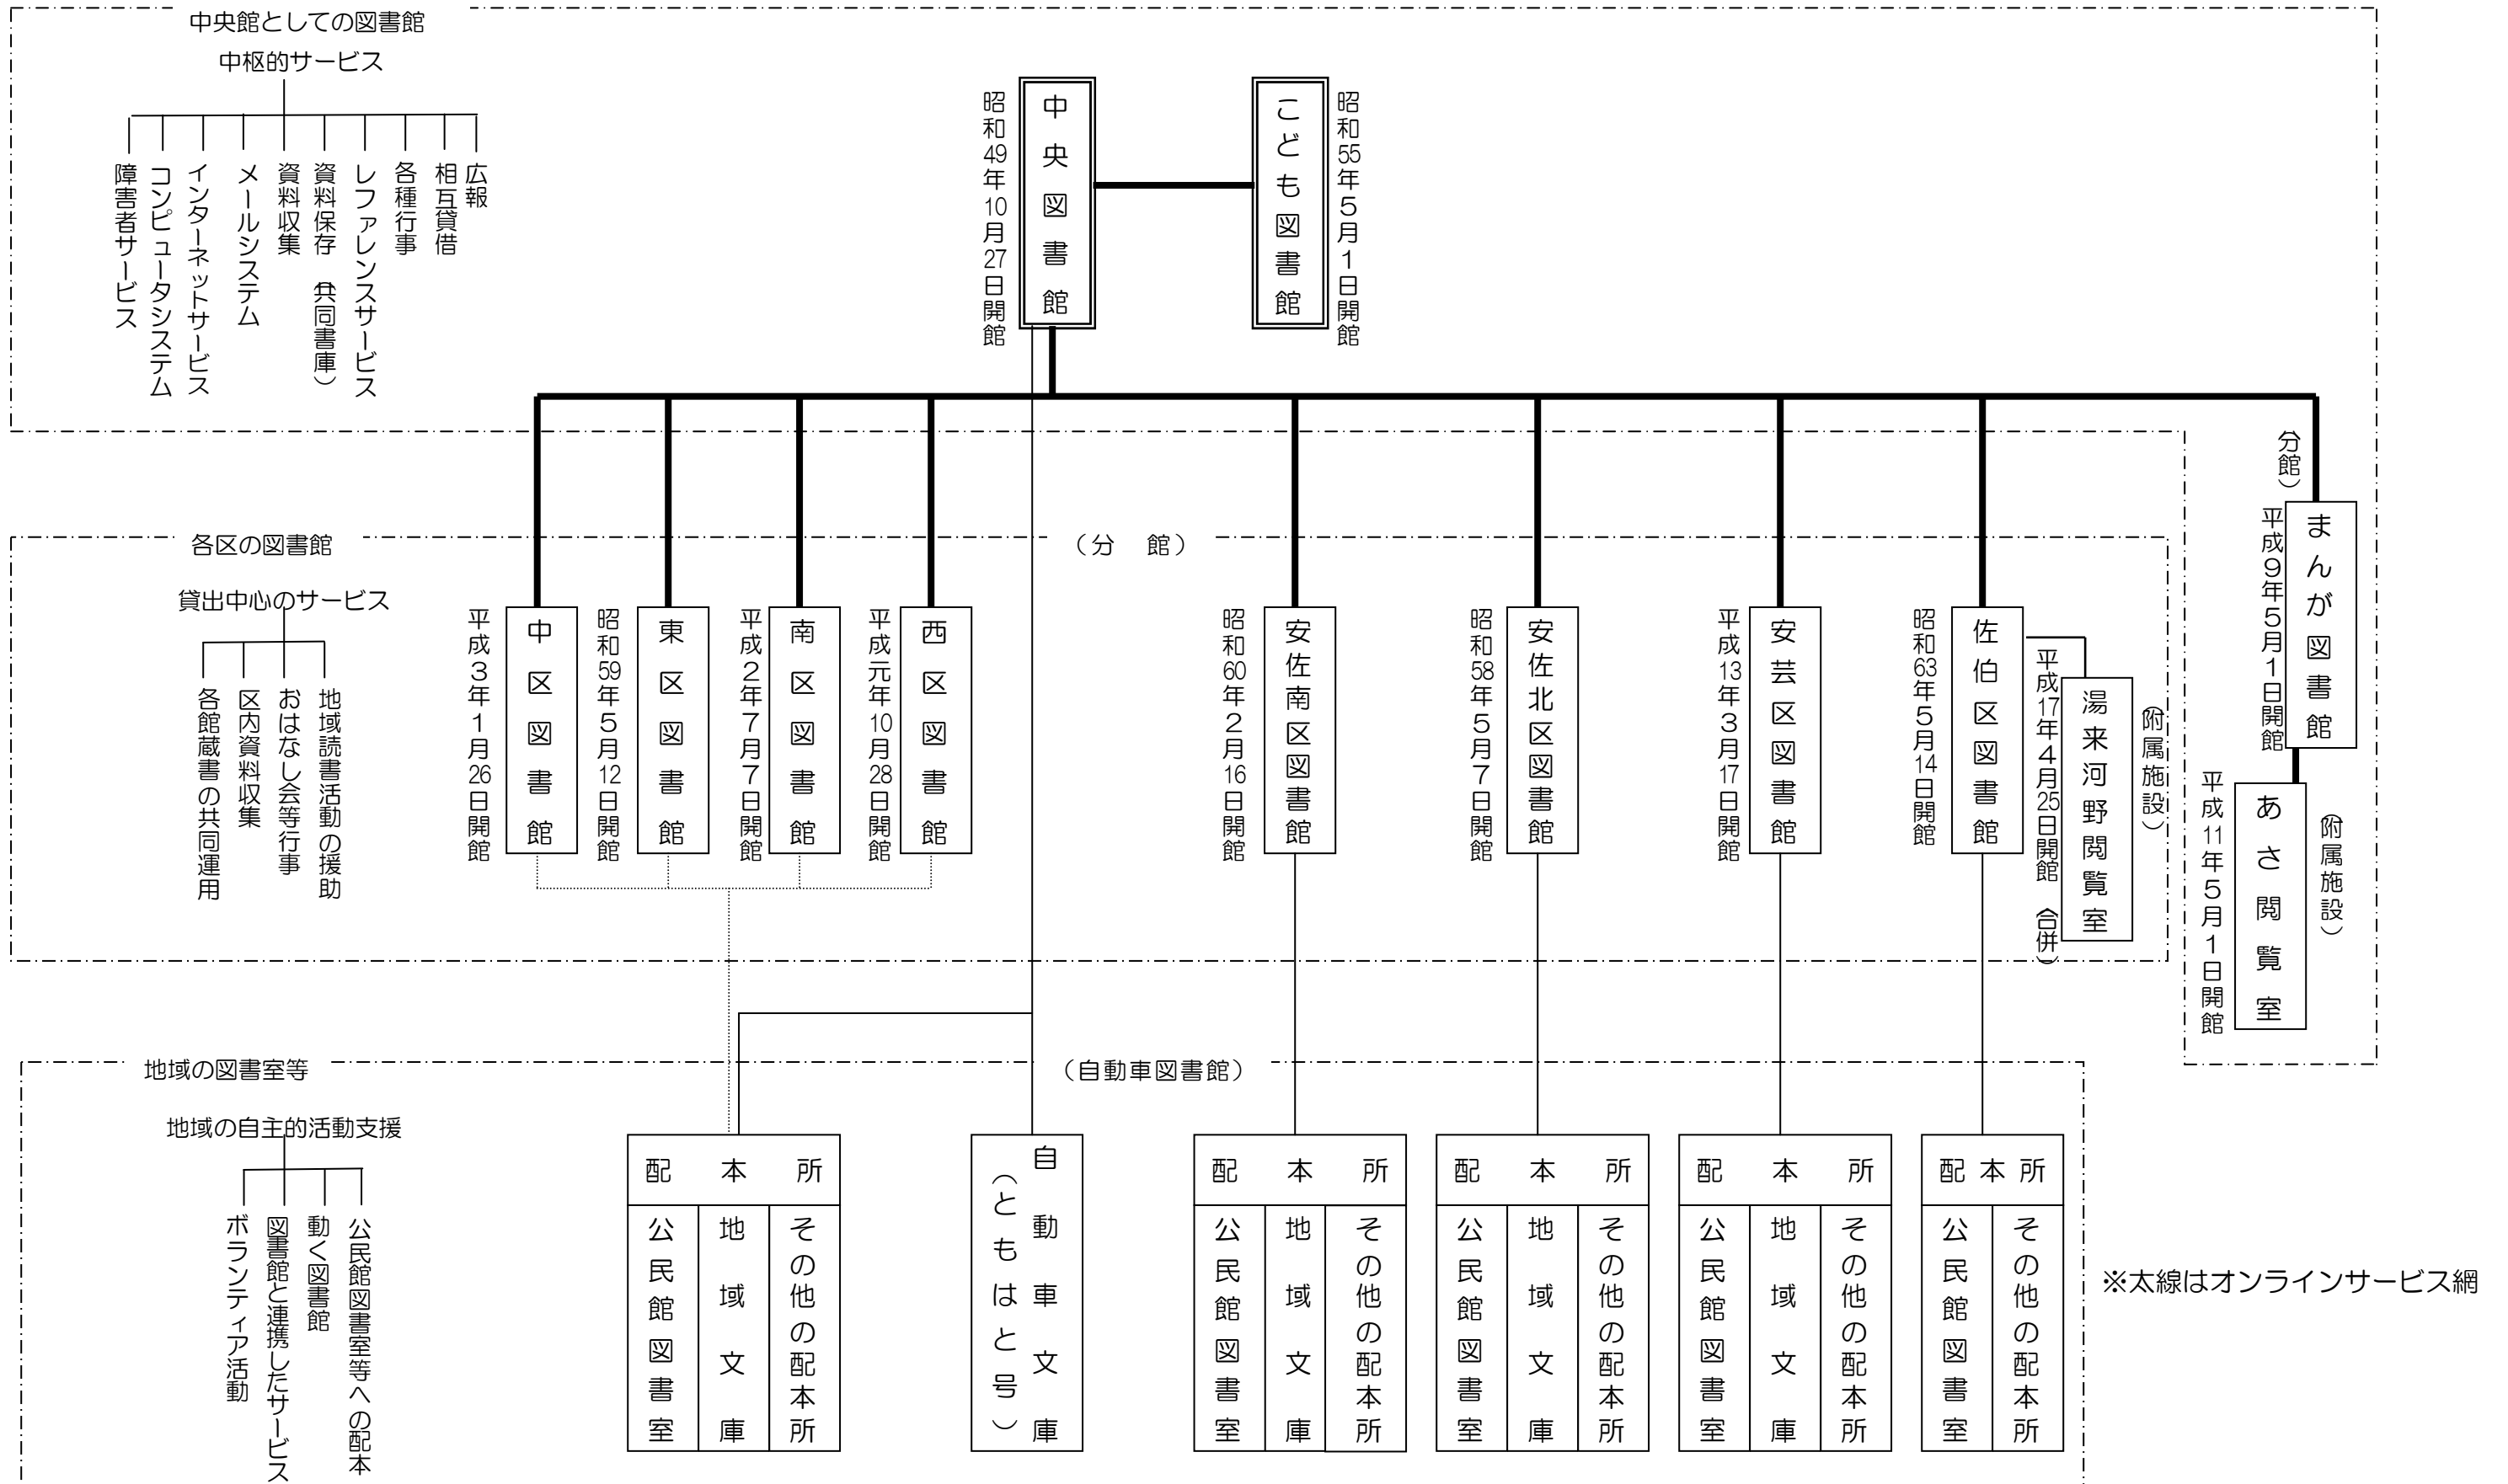 中央館としての図書館
中枢的サービス
障害者サービス
コンピュータシステム
インターネットサービス
メールシステム
資料収集
資料保存　（共同書庫）
レファレンスサービス
各種行事
相互貸借
広報
昭和49年10月27日開館
中央図書館
こども図書館
昭和55年５月１日開館
（分館）
平成９年５月１日開館
まんが図書館
平成11年５月１日開館
あさ閲覧室
（附属施設）
各区の図書館
（分　館）
貸出中心のサービス
各館蔵書の共同運用
区内資料収集
おはなし会等行事
地域読書活動の援助
平成３年１月26日開館
中区図書館
昭和59年５月12日開館
東区図書館
平成２年７月７日開館
南区図書館
平成元年10月28日開館
西区図書館
昭和60年２月16日開館
安佐南区図書館
昭和58年５月７日開館
安佐北区図書館
平成13年３月17日開館
安芸区図書館
昭和63年５月14日開館
佐伯区図書館
平成17年４月25日開館　（合併）
湯来河野閲覧室
（附属施設）
地域の図書室等
（自動車図書館）
地域の自主的活動支援
ボランティア活動
図書館と連携したサービス
動く図書館
公民館図書室等への配本
配本所
公民館図書室
地域文庫
その他の配本所
自動車文庫
（ともはと号）
配本所
公民館図書室
地域文庫
その他の配本所
配本所
公民館図書室
地域文庫
その他の配本所
配本所
公民館図書室
地域文庫
その他の配本所
配本所
公民館図書室
その他の配本所
※太線はオンラインサービス網